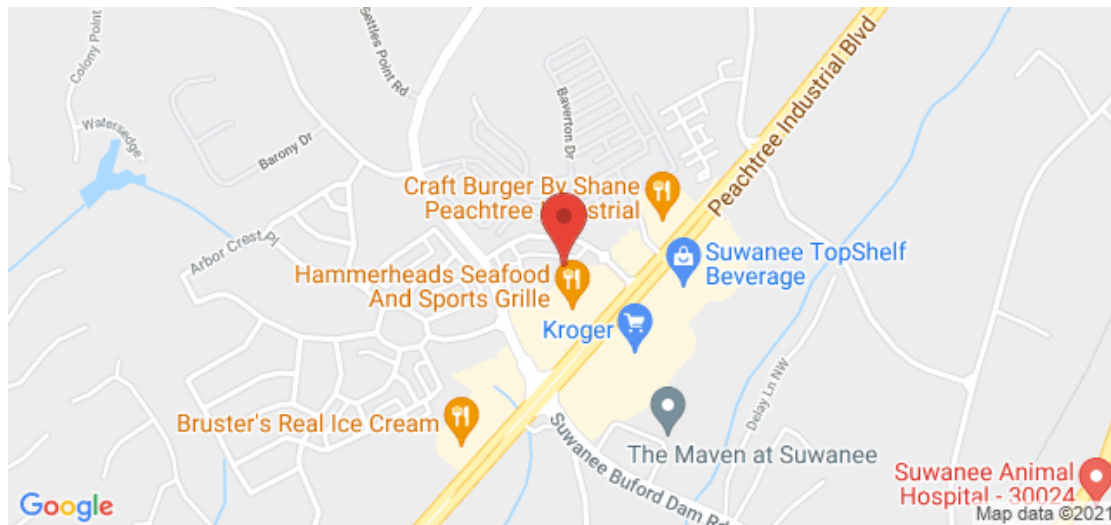 Colony Point
Settles Point Rd
Watersedge
Barony Dr
Baverton Dr
Peachtree Industrial Blvd
Craft Burger By Shane
Peachtree Industrial
Arbor Crest Pl
Suwanee TopShelf
Beverage
Hammerheads Seafood
And Sports Grille
Kroger
Delay Ln NW
Bruster's Real Ice Cream
Suwanee Buford Dam Rd
The Maven at Suwanee
Suwanee Animal
Hospital - 30024
Google
Map data ©2021